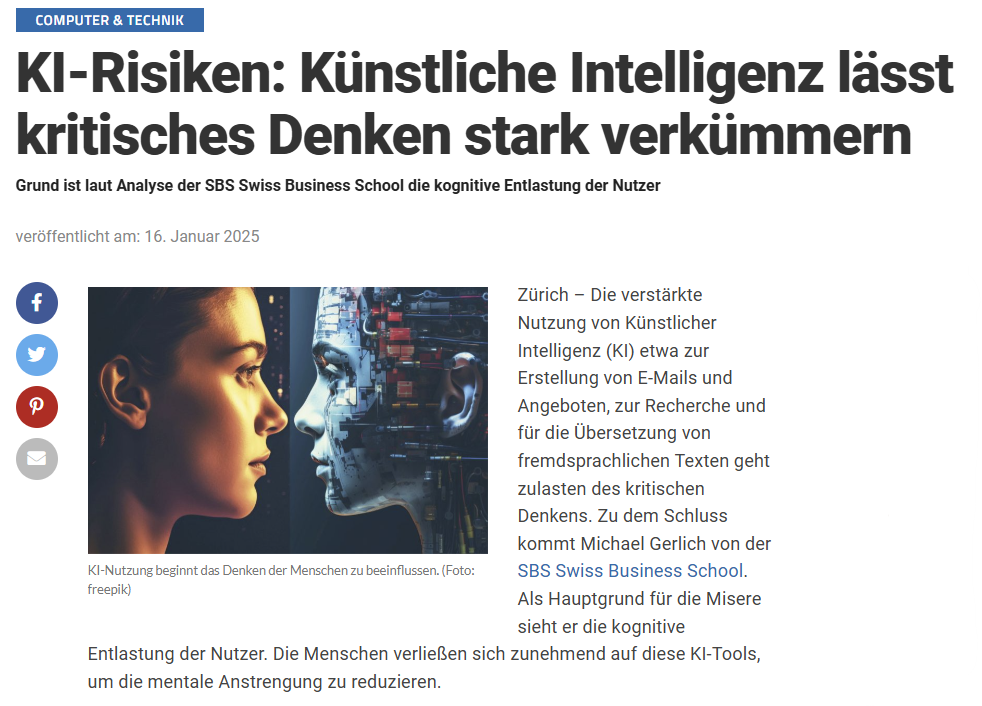 COMPUTER & TECHNIK
KI-Risiken: Künstliche Intelligenz lässt
kritisches Denken stark verkümmern
Grund ist laut Analyse der SBS Swiss Business School die kognitive Entlastung der Nutzer
veröffentlicht am: 16. Januar 2025
KI-Nutzung beginnt das Denken der Menschen zu beeinflussen. (Foto:
freepik)
Zürich – Die verstärkte
Nutzung von Künstlicher
Intelligenz (KI) etwa zur
Erstellung von E-Mails und
Angeboten, zur Recherche und
für die Übersetzung von
fremdsprachlichen Texten geht
zulasten des kritischen
Denkens. Zu dem Schluss
kommt Michael Gerlich von der
SBS Swiss Business School.
Als Hauptgrund für die Misere
sieht er die kognitive
Entlastung der Nutzer. Die Menschen verließen sich zunehmend auf diese KI-Tools,
um die mentale Anstrengung zu reduzieren.